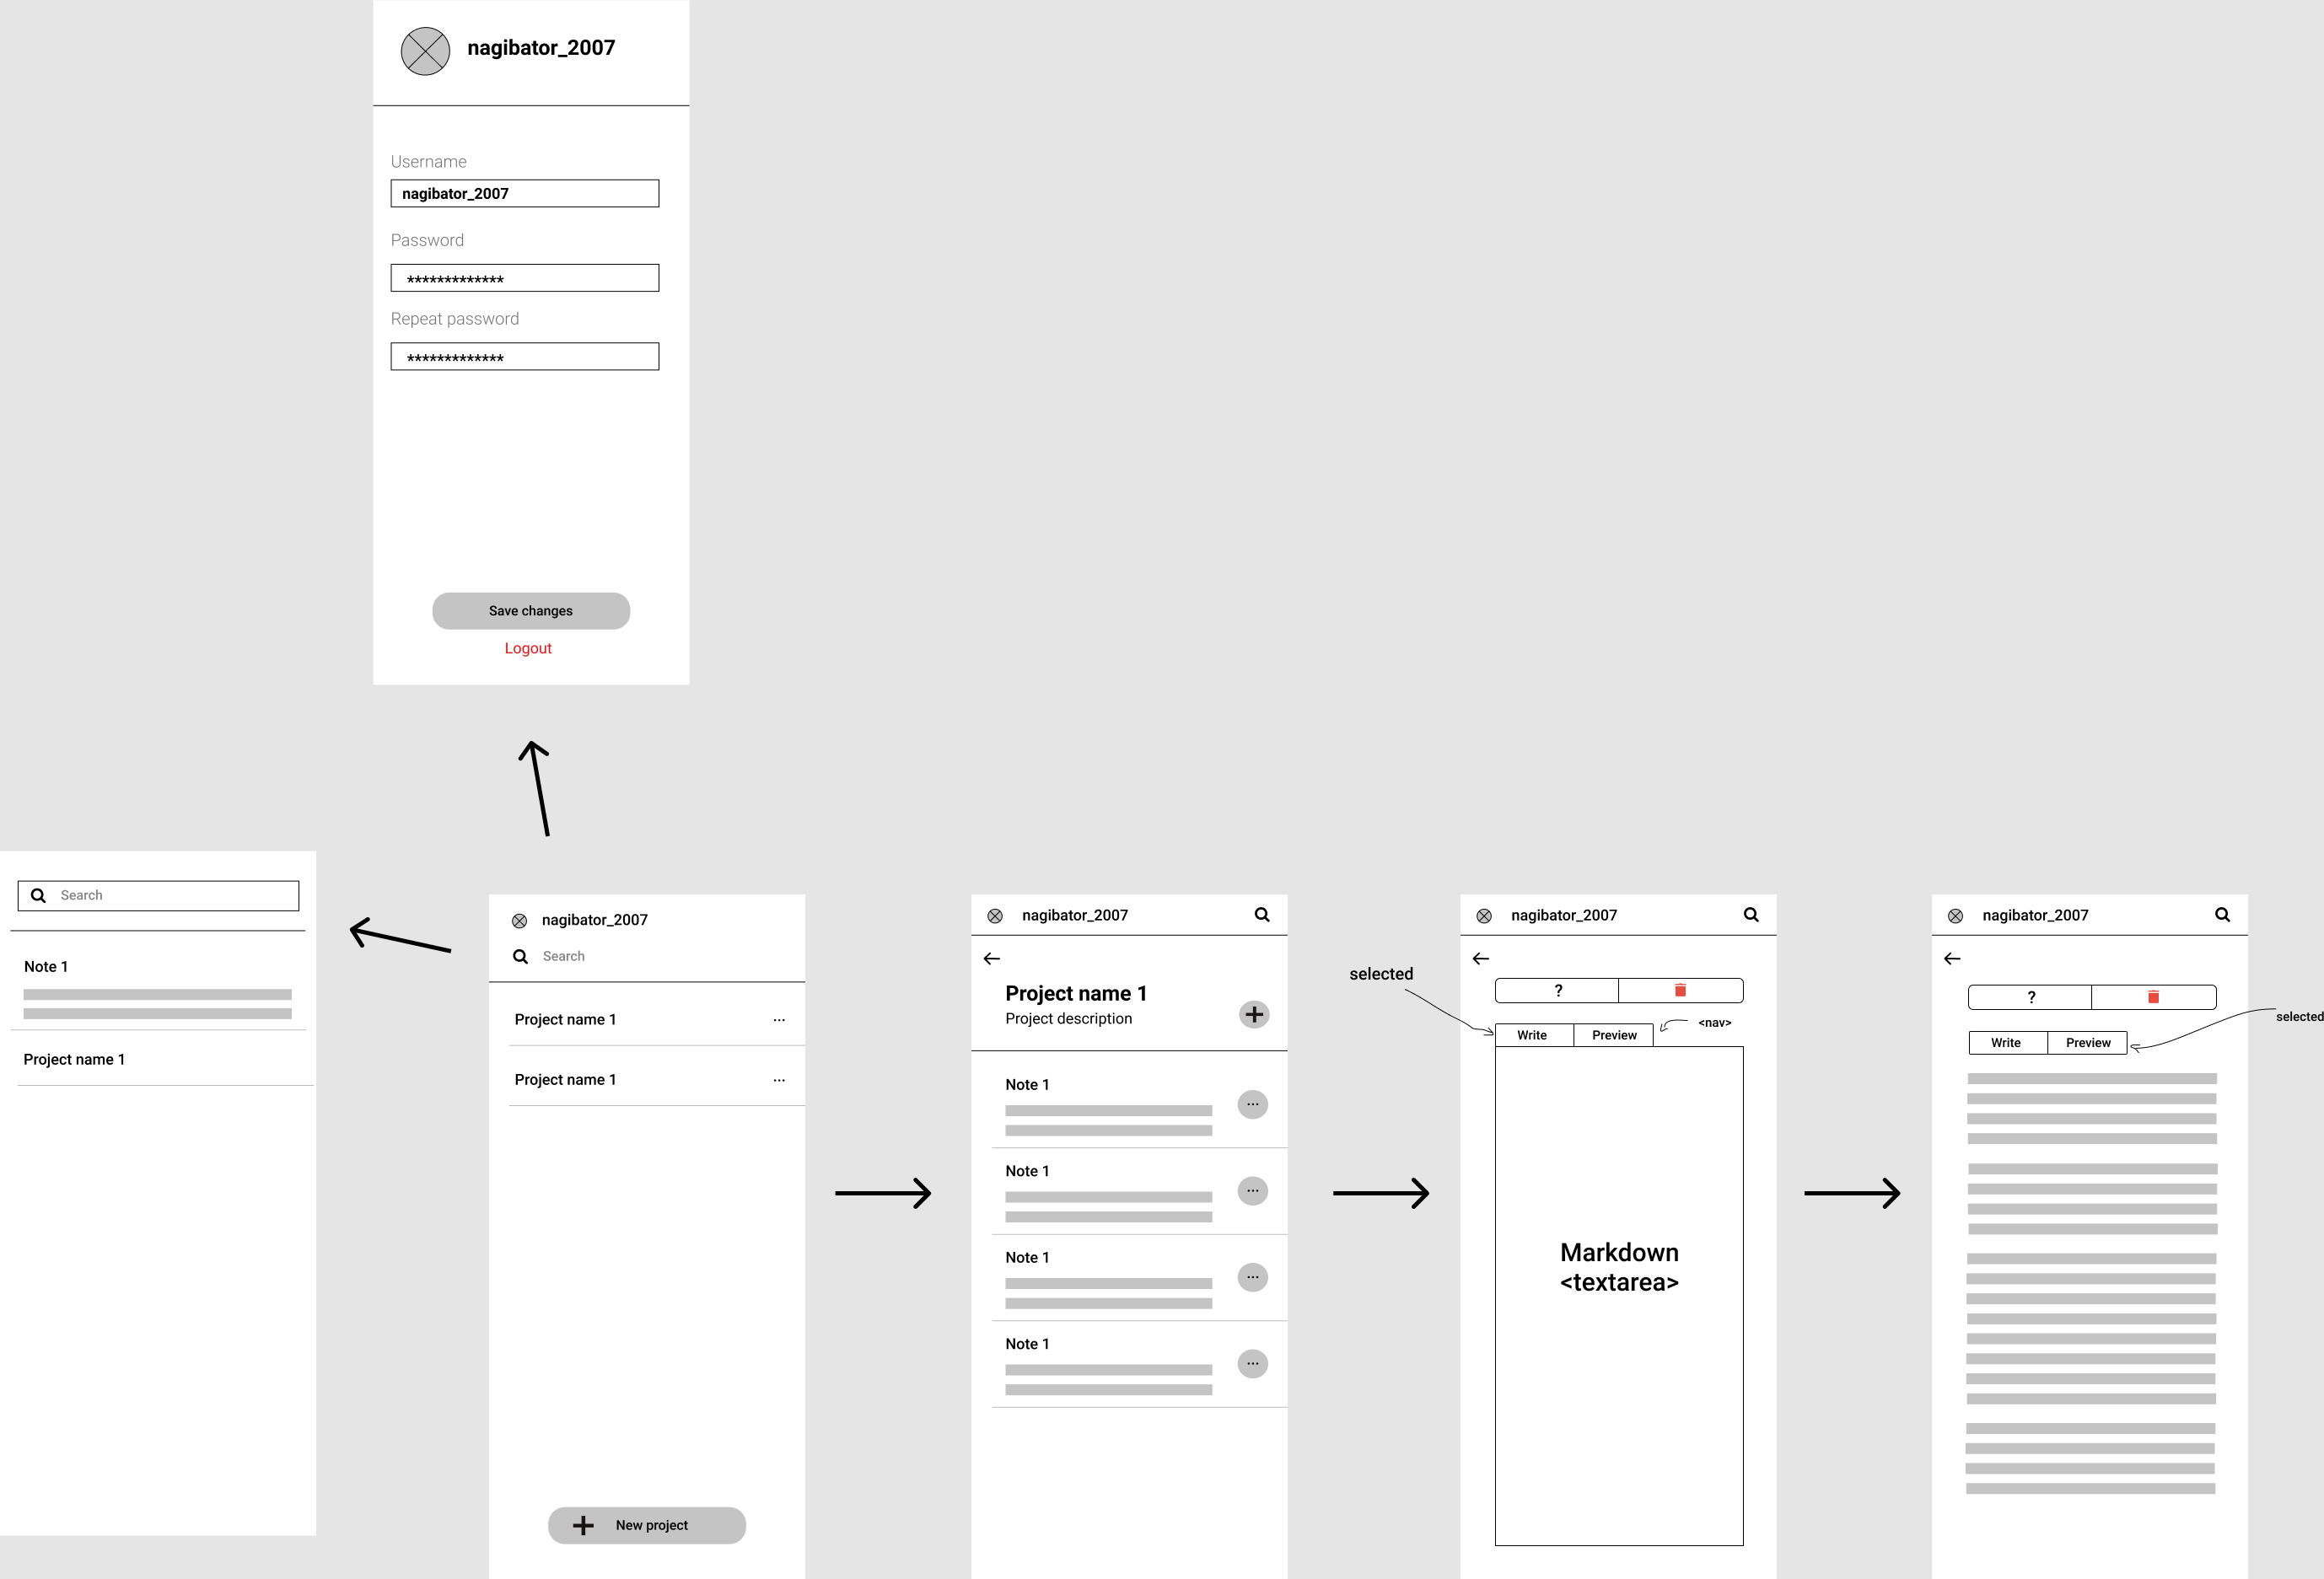 nagibator_2007
Username
nagibator_2007
Password
*************
Repeat password
*************
Save changes
Logout
Search
Note 1
Project name 1
nagibator_2007
Search
Project name 1
...
Project name 1
...
New project
nagibator_2007
Project name 1
Project description
Note 1
...
Note 1
...
Note 1
...
Note 1
...
selected
nagibator_2007
?
Write
Preview
<nav>
Markdown
<textarea>
nagibator_2007
?
Write
Preview
selected